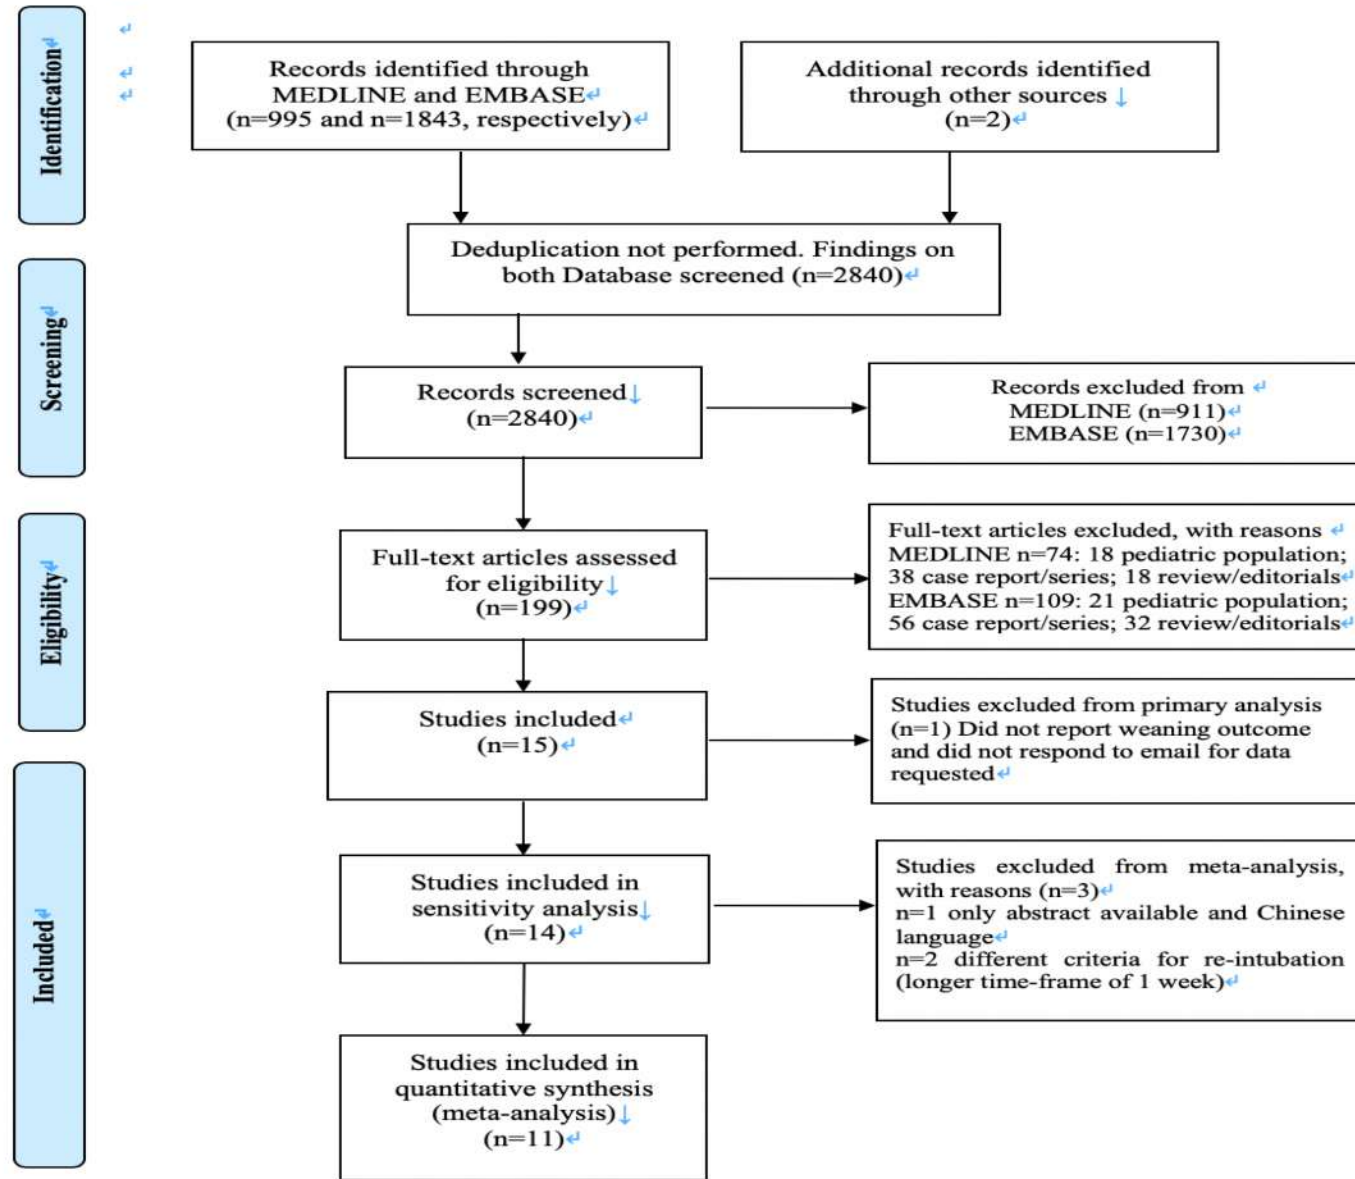 Identification
Records identified through
MEDLINE and EMBASE
(n=995 and n=1843, respectively)
Additional records identified
through other sources
(n=2)
Deduplication not performed. Findings on
both Database screened (n=2840)
Screening
Records screened
(n=2840)
Records excluded from
MEDLINE (n=911)
EMBASE (n=1730)
Eligibility
Full-text articles assessed
for eligibility
(n=199)
Full-text articles excluded, with reasons
MEDLINE n=74: 18 pediatric population;
38 case report/series; 18 review/editorials
EMBASE n=109: 21 pediatric population;
56 case report/series; 32 review/editorials
Studies included
(n=15)
Studies excluded from primary analysis
(n=1) Did not report weaning outcome
and did not respond to email for data
requested
Included
Studies included in
sensitivity analysis
(n=14)
Studies excluded from meta-analysis,
with reasons (n=3)
n=1 only abstract available and Chinese
language
n=2 different criteria for re-intubation
(longer time-frame of 1 week)
Studies included in
quantitative synthesis
(meta-analysis)
(n=11)